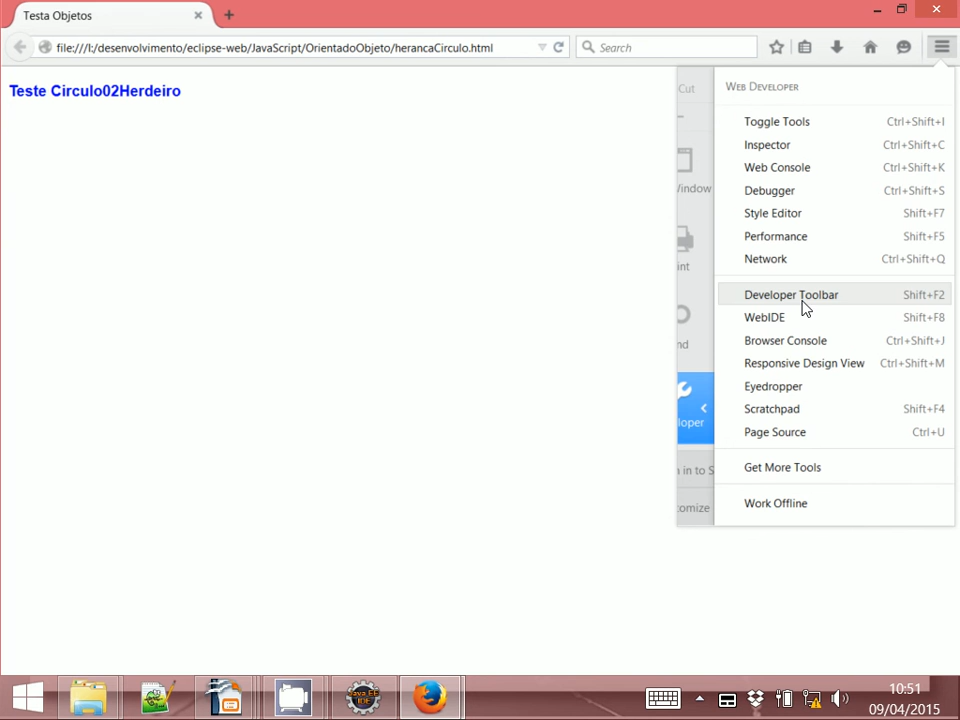 Testa Objetos
file:///I:/desenvolvimento/eclipse-web/JavaScript/OrientadoObjeto/herancaCirculo.html
Search
Teste Circulo02Herdeiro
Cut
Window
int
nd
loper
n in to S
omize
WEB DEVELOPER
Toggle Tools Ctrl+Shift+I
Inspector Ctrl+Shift+C
Web Console Ctrl+Shift+K
Debugger Ctrl+Shift+S
Style Editor Shift+F7
Performance Shift+F5
Network Ctrl+Shift+Q
Developer Toolbar Shift+F2
WebIDE Shift+F8
Browser Console Ctrl+Shift+J
Responsive Design View Ctrl+Shift+M
Eyedropper
Scratchpad Shift+F4
Page Source Ctrl+U
Get More Tools
Work Offline
Java EE
IDE
10:51
09/04/2015